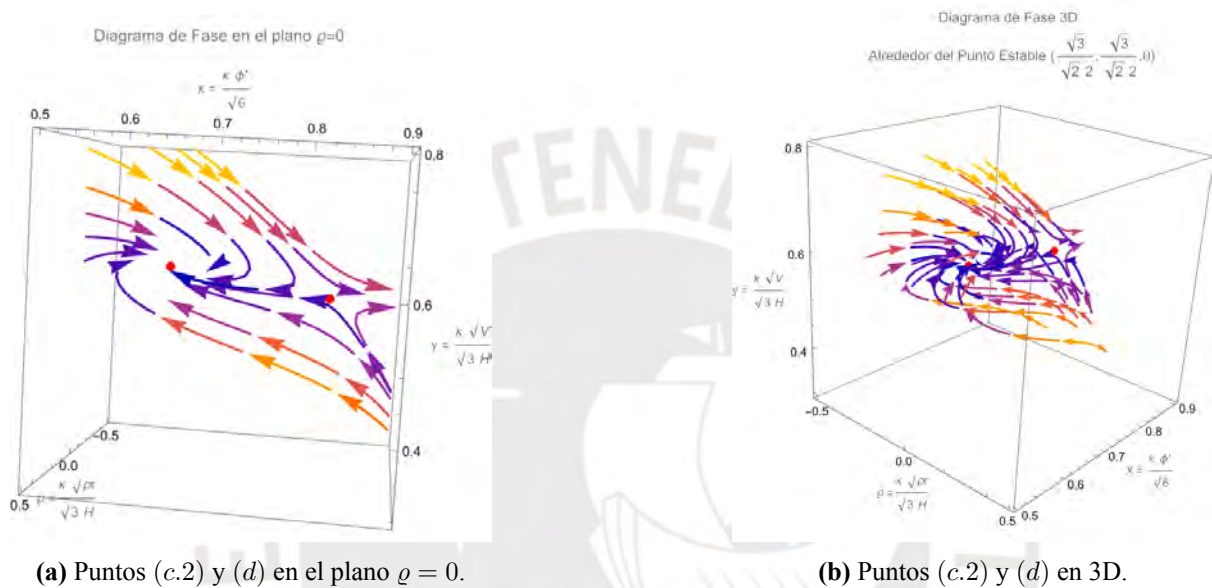 Diagrama de Fase en el plano ϱ=0
x = κ ϕ' / √6
0.5 0.6 0.7 0.8 0.9
0.8
0.6
y = κ √V / √3 H
0.4
-0.5
0.0
0.5
ϱ = κ √ρr / √3 H
(a) Puntos (c.2) y (d) en el plano ϱ = 0.
Diagrama de Fase 3D
Alrededor del Punto Estable (√3 / √2 2, √3 / √2 2, 0)
0.8
0.6
y = κ √V / √3 H
0.4
-0.5
0.0
0.5
ϱ = κ √ρr / √3 H
0.5
0.6
0.7
0.8
0.9
x = κ ϕ' / √6
(b) Puntos (c.2) y (d) en 3D.
TENE